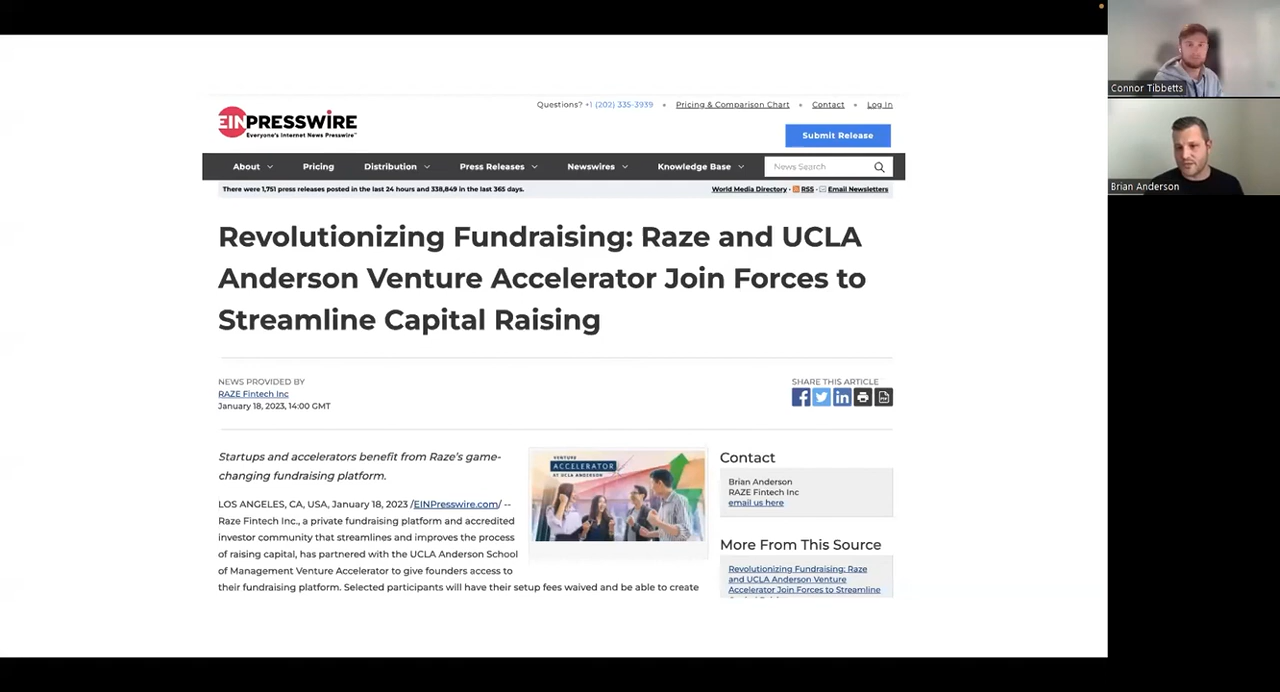 Questions? +1 (202) 335-3939 • Pricing & Comparison Chart • Contact • Log In
EINPRESSWIRE
Everyone's Internet News Presswire™
Submit Release
About Pricing Distribution Press Releases Newswires Knowledge Base News Search
There were 1,751 press releases posted in the last 24 hours and 338,849 in the last 365 days.
World Media Directory · RSS · Email Newsletters
Revolutionizing Fundraising: Raze and UCLA
Anderson Venture Accelerator Join Forces to
Streamline Capital Raising
NEWS PROVIDED BY
RAZE Fintech Inc
January 18, 2023, 14:00 GMT
SHARE THIS ARTICLE
Startups and accelerators benefit from Raze's game-
changing fundraising platform.
LOS ANGELES, CA, USA, January 18, 2023 /EINPresswire.com/ --
Raze Fintech Inc., a private fundraising platform and accredited
investor community that streamlines and improves the process
of raising capital, has partnered with the UCLA Anderson School
of Management Venture Accelerator to give founders access to
their fundraising platform. Selected participants will have their setup fees waived and be able to create
VENTURE
ACCELERATOR
AT UCLA ANDERSON
Contact
Brian Anderson
RAZE Fintech Inc
email us here
More From This Source
Revolutionizing Fundraising: Raze
and UCLA Anderson Venture
Accelerator Join Forces to Streamline
Connor Tibbetts
Brian Anderson